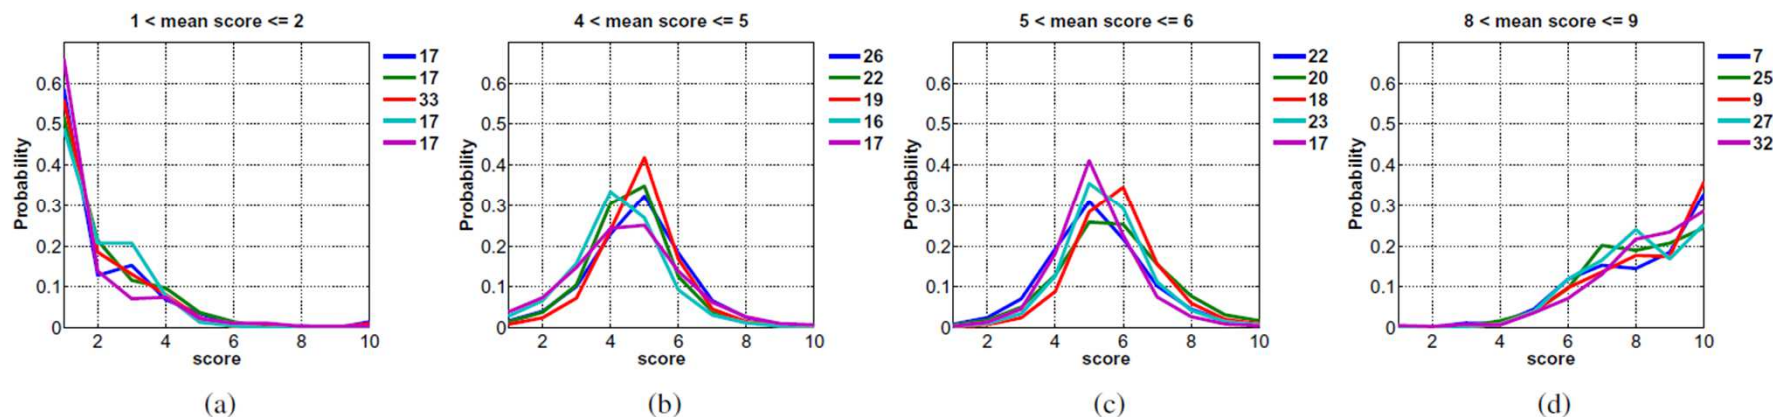 1 < mean score <= 2
Probability
0.6
0.5
0.4
0.3
0.2
0.1
0
2 4 6 8 10
score
17
17
33
17
17
(a)
4 < mean score <= 5
Probability
0.6
0.5
0.4
0.3
0.2
0.1
0
2 4 6 8 10
score
26
22
19
16
17
(b)
5 < mean score <= 6
Probability
0.6
0.5
0.4
0.3
0.2
0.1
0
2 4 6 8 10
score
22
20
18
23
17
(c)
8 < mean score <= 9
Probability
0.6
0.5
0.4
0.3
0.2
0.1
0
2 4 6 8 10
score
7
25
9
27
32
(d)